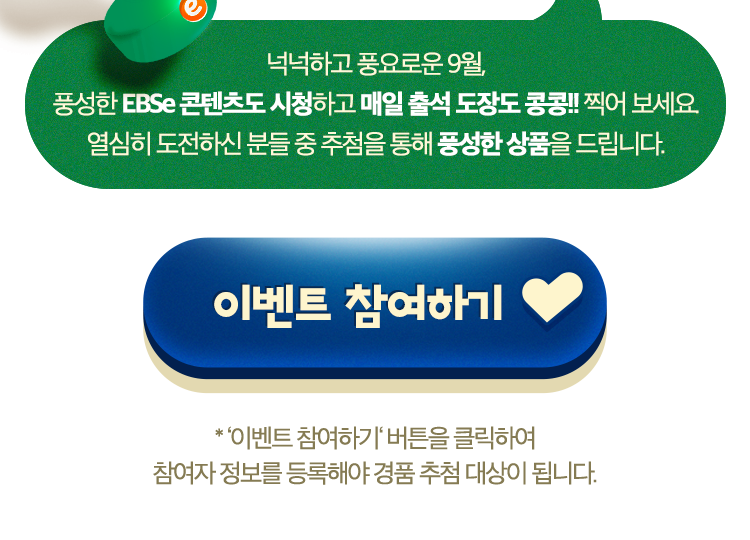 e
넉넉하고 풍요로운 9월,
풍성한 EBSe 콘텐츠도 시청하고 매일 출석 도장도 콩콩!! 찍어 보세요.
열심히 도전하신 분들 중 추첨을 통해 풍성한 상품을 드립니다.
이벤트 참여하기
* ‘이벤트 참여하기‘ 버튼을 클릭하여
참여자 정보를 등록해야 경품 추첨 대상이 됩니다.